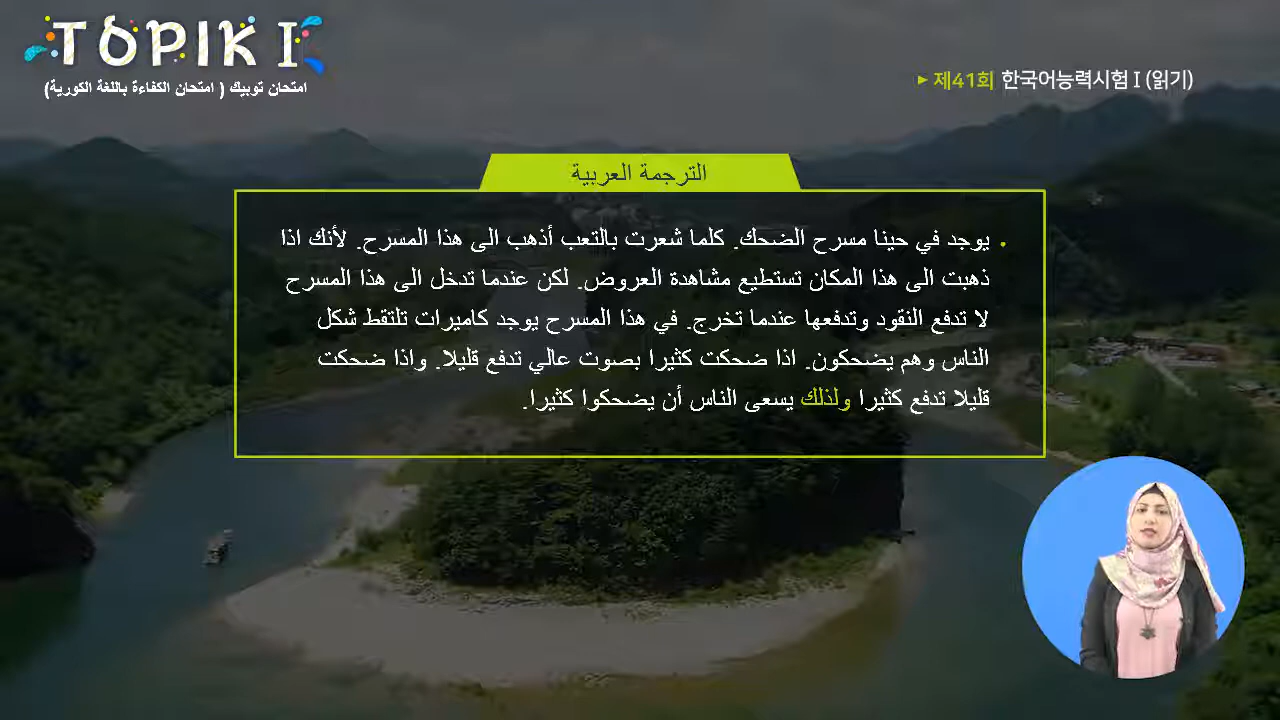 TOPIK I
امتحان توبيك ( امتحان الكفاءة باللغة الكورية)
▸ 제41회 한국어능력시험 I (읽기)
الترجمة العربية
• يوجد في حينا مسرح الضحك. كلما شعرت بالتعب أذهب الى هذا المسرح. لأنك اذا
ذهبت الى هذا المكان تستطيع مشاهدة العروض. لكن عندما تدخل الى هذا المسرح
لا تدفع النقود وتدفعها عندما تخرج. في هذا المسرح يوجد كاميرات تلتقط شكل
الناس وهم يضحكون. اذا ضحكت كثيرا بصوت عالي تدفع قليلا. واذا ضحكت
قليلا تدفع كثيرا ولذلك يسعى الناس أن يضحكوا كثيرا.